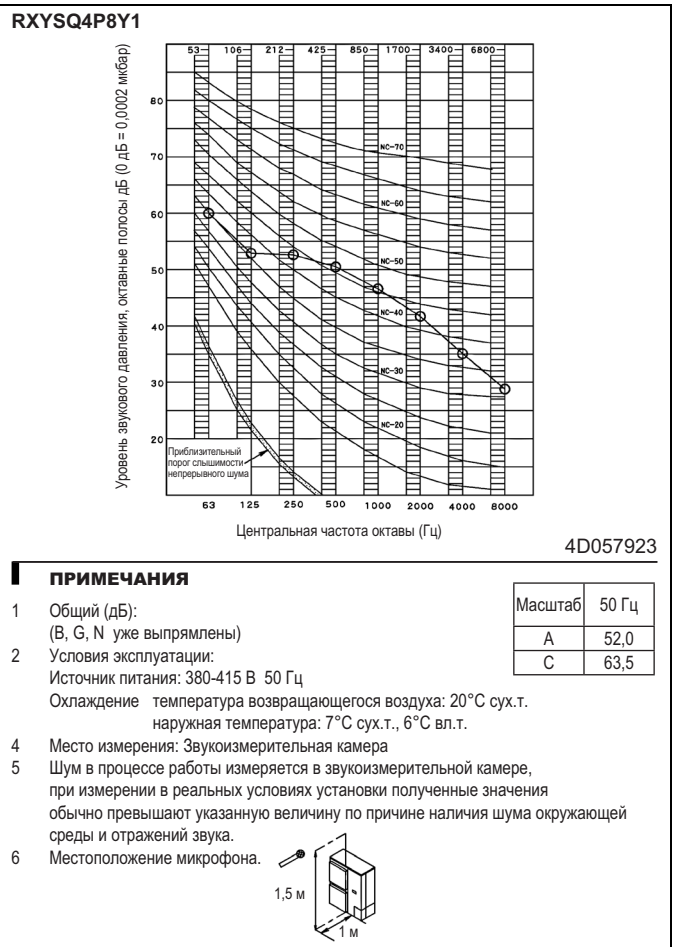 RXYSQ4P8Y1
Уровень звукового давления, октавные полосы дБ (0 дБ = 0,0002 мкбар)
53 106 212 425 850 1700 3400 6800
80
70
60
50
40
30
20
NC-70
NC-60
NC-50
NC-40
NC-30
NC-20
Приблизительный
порог слышимости
непрерывного шума
63 125 250 500 1000 2000 4000 8000
Центральная частота октавы (Гц)
4D057923
ПРИМЕЧАНИЯ
1 Общий (дБ):
(B, G, N уже выпрямлены)
Масштаб 50 Гц
A 52,0
C 63,5
2 Условия эксплуатации:
Источник питания: 380-415 В 50 Гц
Охлаждение температура возвращающегося воздуха: 20°C сух.т.
наружная температура: 7°C сух.т., 6°C вл.т.
4 Место измерения: Звукоизмерительная камера
5 Шум в процессе работы измеряется в звукоизмерительной камере,
при измерении в реальных условиях установки полученные значения
обычно превышают указанную величину по причине наличия шума окружающей
среды и отражений звука.
6 Местоположение микрофона.
1,5 м
1 м